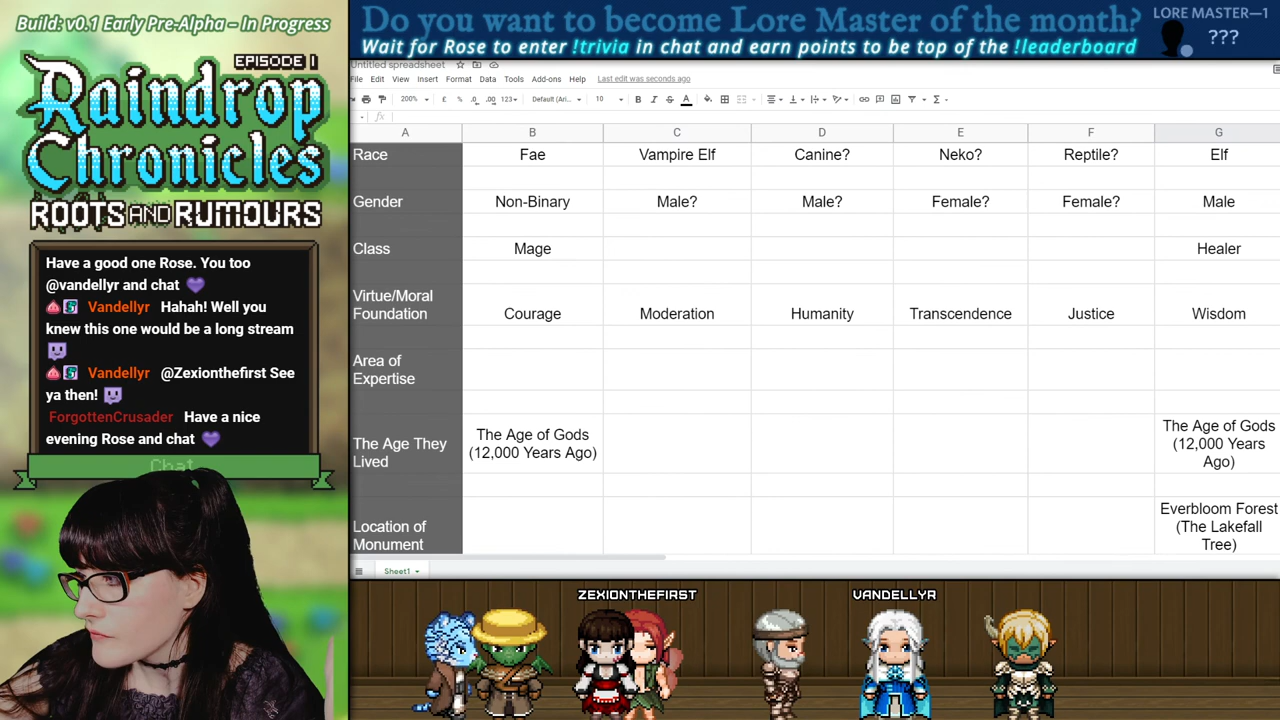 Build: v0.1 Early Pre-Alpha – In Progress
EPISODE I
Raindrop
Chronicles
ROOTS AND RUMOURS
Have a good one Rose. You too
@vandellyr and chat
Vandellyr Hahah! Well you
knew this one would be a long stream
Vandellyr @Zexionthefirst See
ya then!
ForgottenCrusader Have a nice
evening Rose and chat
Chat
Do you want to become Lore Master of the month?
Wait for Rose to enter !trivia in chat and earn points to be top of the !leaderboard
LORE MASTER—1
???
Untitled spreadsheet
File Edit View Insert Format Data Tools Add-ons Help Last edit was seconds ago
200% £ % .0 .00 123 Default (Ari... 10 B I S A
fx
A B C D E F G
Race Fae Vampire Elf Canine? Neko? Reptile? Elf
Gender Non-Binary Male? Male? Female? Female? Male
Class Mage Healer
Virtue/Moral
Foundation Courage Moderation Humanity Transcendence Justice Wisdom
Area of
Expertise
The Age They
Lived
The Age of Gods
(12,000 Years Ago)
The Age of Gods
(12,000 Years
Ago)
Location of
Monument
Everbloom Forest
(The Lakefall
Tree)
Sheet1
ZEXIONTHEFIRST
VANDELLYR